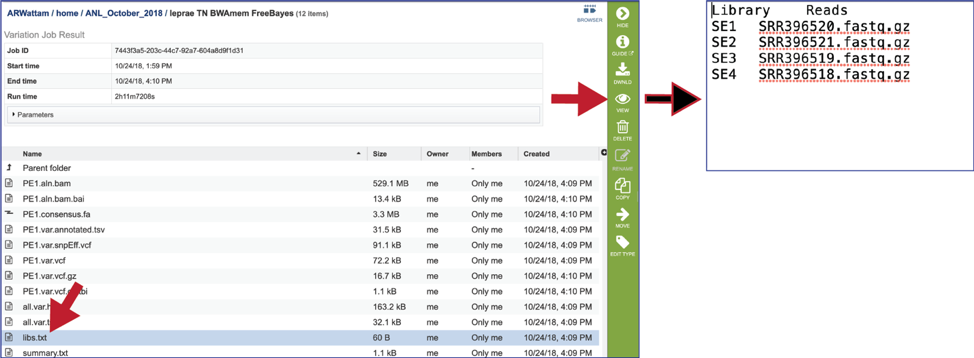 ARWattam / home / ANL_October_2018 / leprae TN BWAmem FreeBayes (12 items)
BROWSER
Variation Job Result
Job ID 7443f3a5-203c-44c7-92a7-604a8d9f1d31
Start time 10/24/18, 1:59 PM
End time 10/24/18, 4:10 PM
Run time 2h11m7208s
Parameters
Name Size Owner Members Created
Parent folder -
PE1.aln.bam 529.1 MB me Only me 10/24/18, 4:09 PM
PE1.aln.bam.bai 13.4 kB me Only me 10/24/18, 4:10 PM
PE1.consensus.fa 3.3 MB me Only me 10/24/18, 4:09 PM
PE1.var.annotated.tsv 31.5 kB me Only me 10/24/18, 4:09 PM
PE1.var.snpEff.vcf 91.1 kB me Only me 10/24/18, 4:09 PM
PE1.var.vcf 72.2 kB me Only me 10/24/18, 4:09 PM
PE1.var.vcf.gz 16.7 kB me Only me 10/24/18, 4:10 PM
PE1.var.vcf 1.1 kB me Only me 10/24/18, 4:10 PM
all.var. 163.2 kB me Only me 10/24/18, 4:09 PM
all.var. 32.1 kB me Only me 10/24/18, 4:09 PM
libs.txt 60 B me Only me 10/24/18, 4:09 PM
summary.txt 1.1 kB me Only me 10/24/18, 4:09 PM
HIDE
GUIDE
DWNLD
VIEW
DELETE
RENAME
COPY
MOVE
EDIT TYPE
Library Reads
SE1 SRR396520.fastq.gz
SE2 SRR396521.fastq.gz
SE3 SRR396519.fastq.gz
SE4 SRR396518.fastq.gz